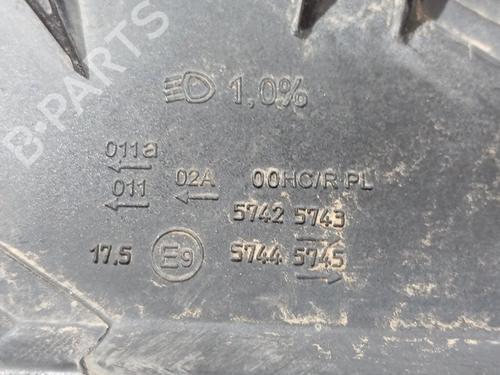 B-PARTS
1,0%
011a
011 02A 00HC/R PL
5742 5743
17.5 E9 5744 5745